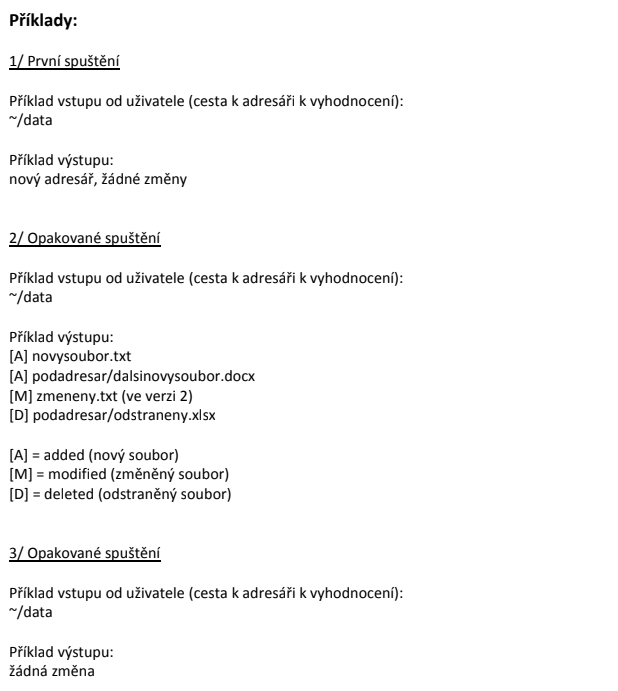 Příklady:
1/ První spuštění
Příklad vstupu od uživatele (cesta k adresáři k vyhodnocení):
~/data
Příklad výstupu:
nový adresář, žádné změny
2/ Opakované spuštění
Příklad vstupu od uživatele (cesta k adresáři k vyhodnocení):
~/data
Příklad výstupu:
[A] novysoubor.txt
[A] podadresar/dalsinovysoubor.docx
[M] zmeneny.txt (ve verzi 2)
[D] podadresar/odstraneny.xlsx
[A] = added (nový soubor)
[M] = modified (změněný soubor)
[D] = deleted (odstraněný soubor)
3/ Opakované spuštění
Příklad vstupu od uživatele (cesta k adresáři k vyhodnocení):
~/data
Příklad výstupu:
žádná změna